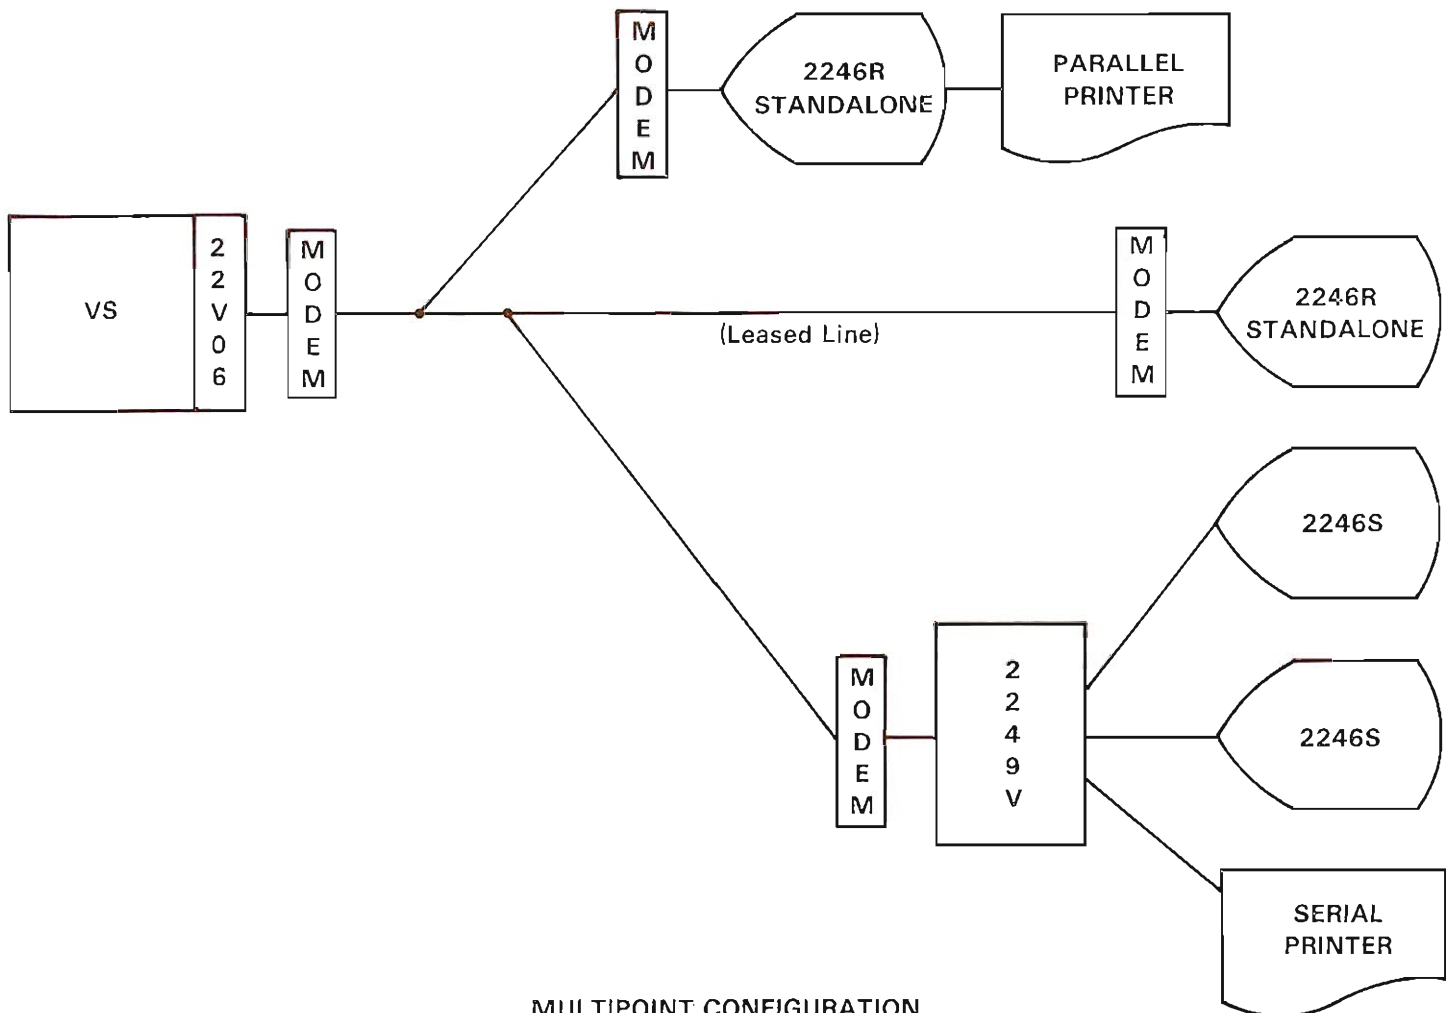 MODEM
2246R
STANDALONE
PARALLEL
PRINTER
VS
22V06
MODEM
(Leased Line)
MODEM
2246R
STANDALONE
2246S
MODEM
2249V
2246S
SERIAL
PRINTER
MULTIPOINT CONFIGURATION